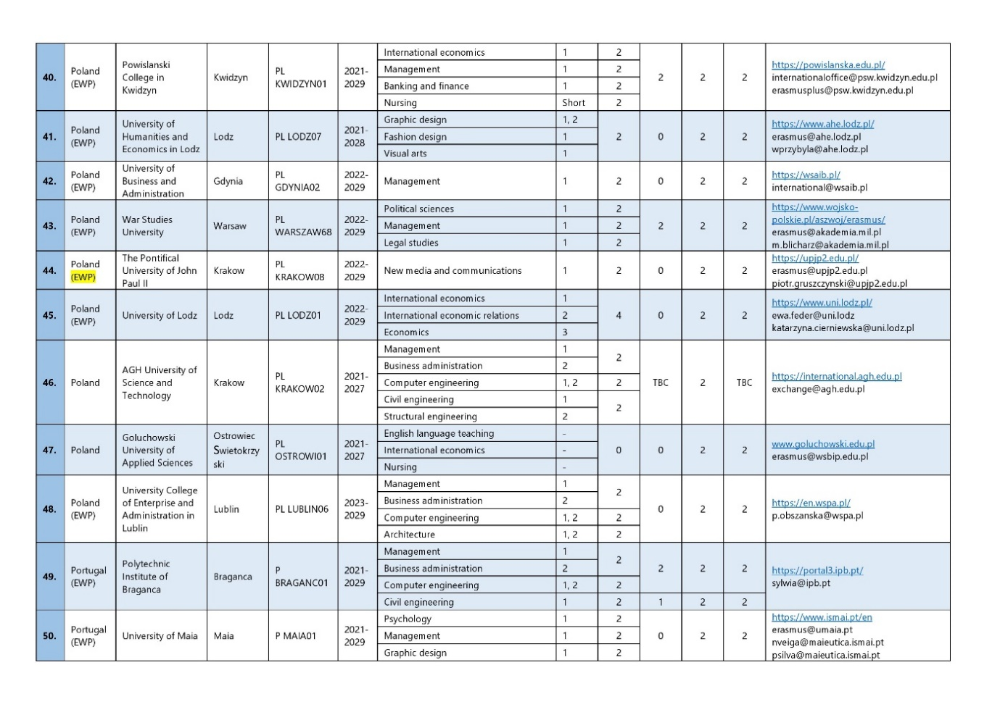 40.
Poland
(EWP)
Powislanski
College in
Kwidzyn
Kwidzyn
PL
KWIDZYN01
2021-
2029
International economics 1 2
Management 1 2
Banking and finance 1 2
Nursing Short 2
2 2 2
https://powislanska.edu.pl/
internationaloffice@psw.kwidzyn.edu.pl
erasmusplus@psw.kwidzyn.edu.pl
41.
Poland
(EWP)
University of
Humanities and
Economics in Lodz
Lodz
PL LODZ07
2021-
2028
Graphic design 1, 2
Fashion design 1
Visual arts 1
2 0 2 2
https://www.ahe.lodz.pl/
erasmus@ahe.lodz.pl
wprzybyla@ahe.lodz.pl
42.
Poland
(EWP)
University of
Business and
Administration
Gdynia
PL
GDYNIA02
2022-
2029
Management 1 2 0 2 2
https://wsaib.pl/
international@wsaib.pl
43.
Poland
(EWP)
War Studies
University
Warsaw
PL
WARSZAW68
2022-
2029
Political sciences 1 2
Management 1 2
Legal studies 1 2
2 2 2
https://www.wojsko-
polskie.pl/aszwoj/erasmus/
erasmus@akademia.mil.pl
m.blicharz@akademia.mil.pl
44.
Poland
(EWP)
The Pontifical
University of John
Paul II
Krakow
PL
KRAKOW08
2022-
2029
New media and communications 1 2 0 2 2
https://upjp2.edu.pl/
erasmus@upjp2.edu.pl
piotr.gruszczynski@upjp2.edu.pl
45.
Poland
(EWP)
University of Lodz
Lodz
PL LODZ01
2022-
2029
International economics 1
International economic relations 2
Economics 3
4 0 2 2
https://www.uni.lodz.pl/
ewa.feder@uni.lodz
katarzyna.cierniewska@uni.lodz.pl
46.
Poland
AGH University of
Science and
Technology
Krakow
PL
KRAKOW02
2021-
2027
Management 1
Business administration 2
2
Computer engineering 1, 2 2
Civil engineering 1
Structural engineering 2
2
TBC 2 TBC
https://international.agh.edu.pl
exchange@agh.edu.pl
47.
Poland
Goluchowski
University of
Applied Sciences
Ostrowiec
Swietokrzy
ski
PL
OSTROWI01
2021-
2027
English language teaching -
International economics -
Nursing -
0 0 2 2
www.goluchowski.edu.pl
erasmus@wsbip.edu.pl
48.
Poland
(EWP)
University College
of Enterprise and
Administration in
Lublin
Lublin
PL LUBLIN06
2023-
2029
Management 1
Business administration 2
2
Computer engineering 1, 2 2
Architecture 1, 2 2
0 2 2
https://en.wspa.pl/
p.obszanska@wspa.pl
49.
Portugal
(EWP)
Polytechnic
Institute of
Braganca
Braganca
P
BRAGANC01
2021-
2029
Management 1
Business administration 2
2
Computer engineering 1, 2 2
2 2 2
Civil engineering 1 2 1 2 2
https://portal3.ipb.pt/
sylwia@ipb.pt
50.
Portugal
(EWP)
University of Maia
Maia
P MAIA01
2021-
2029
Psychology 1 2
Management 1 2
Graphic design 1 2
0 2 2
https://www.ismai.pt/en
erasmus@umaia.pt
nveiga@maieutica.ismai.pt
psilva@maieutica.ismai.pt